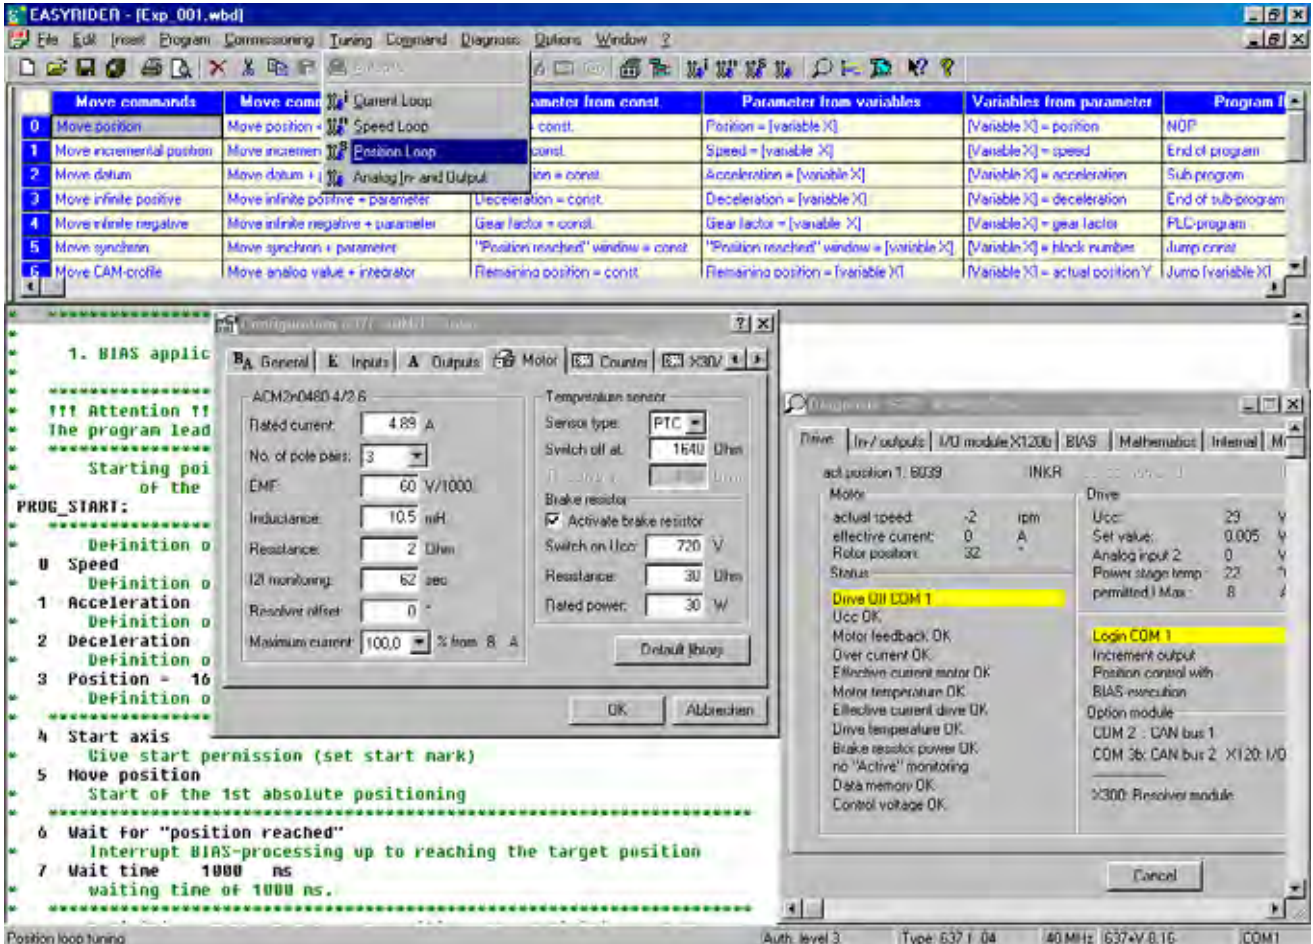 EASYRIDER - [Exp_001.wbd]
File Edit Insert Program Commissioning Tuning Command Diagnosis Options Window ?
Current Loop
Speed Loop
Position Loop
Analog In- and Output
Move commands Move com ameter from const. Parameter from variables Variables from parameter Program
0 Move position Move position = const. Position = [variable X] [Variable X] = position NOP
1 Move incremental position Move incremen const. Speed = [variable X] [Variable X] = speed End of program
2 Move datum Move datum + ion = const. Acceleration = [variable X] [Variable X] = acceleration Sub-program
3 Move infinite positive Move infinite positive + parameter Deceleration = const. Deceleration = [variable X] [Variable X] = deceleration End of sub-program
4 Move infinite negative Move infinite negative + parameter Gear factor = const. Gear factor = [variable X] [Variable X] = gear factor PLC-program
5 Move synchron Move synchron + parameter "Position reached" window = const. "Position reached" window = [variable X] [Variable X] = block number Jump const
6 Move CAM-profile Move analog value + integrator Remaining position = const. Remaining position = [variable X] [Variable X] = actual position Y Jump [variable X]
1. BIAS applic
!!! Attention !!
The program lead
Starting poi
of the
PROG_START:
Definition o
0 Speed
Definition o
1 Acceleration
Definition o
2 Deceleration
Definition o
3 Position = 16
Definition o
4 Start axis
Give start permission (set start mark)
5 Move position
Start of the 1st absolute positioning
6 Wait for "position reached"
Interrupt BIAS-processing up to reaching the target position
7 Wait time 1000 ms
waiting time of 1000 ms.
Configuration
BA General E Inputs A Outputs Motor Counter X30/
ACM2n0480-4/2-6
Rated current: 4.89 A
No. of pole pairs: 3
EMF: 60 V/1000
Inductance: 10.5 mH
Resistance: 2 Ohm
I2t monitoring: 62 sec
Resolver offset: 0 °
Maximum current: 100,0 % from 8 A
Temperature sensor
Sensor type: PTC
Switch off at: 1640 Ohm
Brake resistor
Activate brake resistor
Switch on Ucc: 720 V
Resistance: 30 Ohm
Rated power: 30 W
Default library
OK Abbrechen
Drive In-/ outputs I/O module X120b BIAS Mathematics Internal
act.position 1: 6039 INKR
Motor
actual speed: -2 rpm
effective current: 0 A
Rotor position: 32 °
Status
Drive Off COM 1
Ucc OK
Motor feedback OK
Over current OK
Effective current motor OK
Motor temperature OK
Effective current drive OK
Drive temperature OK
Brake resistor power OK
no "Active" monitoring
Data memory OK
Control voltage OK
Drive
Ucc: 29 V
Set value: 0.005 V
Analog input 2 0 V
Power stage temp.: 22
permitted I Max.: 8
Login COM 1
Increment output
Position control with
BIAS-execution
Option module
COM 2 : CAN bus 1
COM 3b: CAN bus 2 X120: I/O
X300: Resolver module
Cancel
Position loop tuning Auth. level 3 Type: 637.f. 04 40 MHz 637+V 8.16 COM1